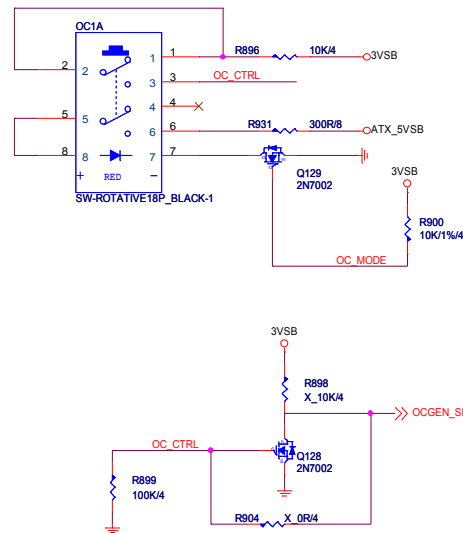 OC1A
1
R896
10K/4
3VSB
2
2
3
3
OC_CTRL
4
4
5
5
6
6
R931
300R/8
ATX_5VSB
8
8
7
7
+
RED
−
SW-ROTATIVE18P_BLACK-1
1
Q129
2N7002
3VSB
R900
10K/1%/4
OC_MODE
3VSB
R898
X_10K/4
OCGEN_S
OC_CTRL
Q128
2N7002
R899
100K/4
R904
X_0R/4